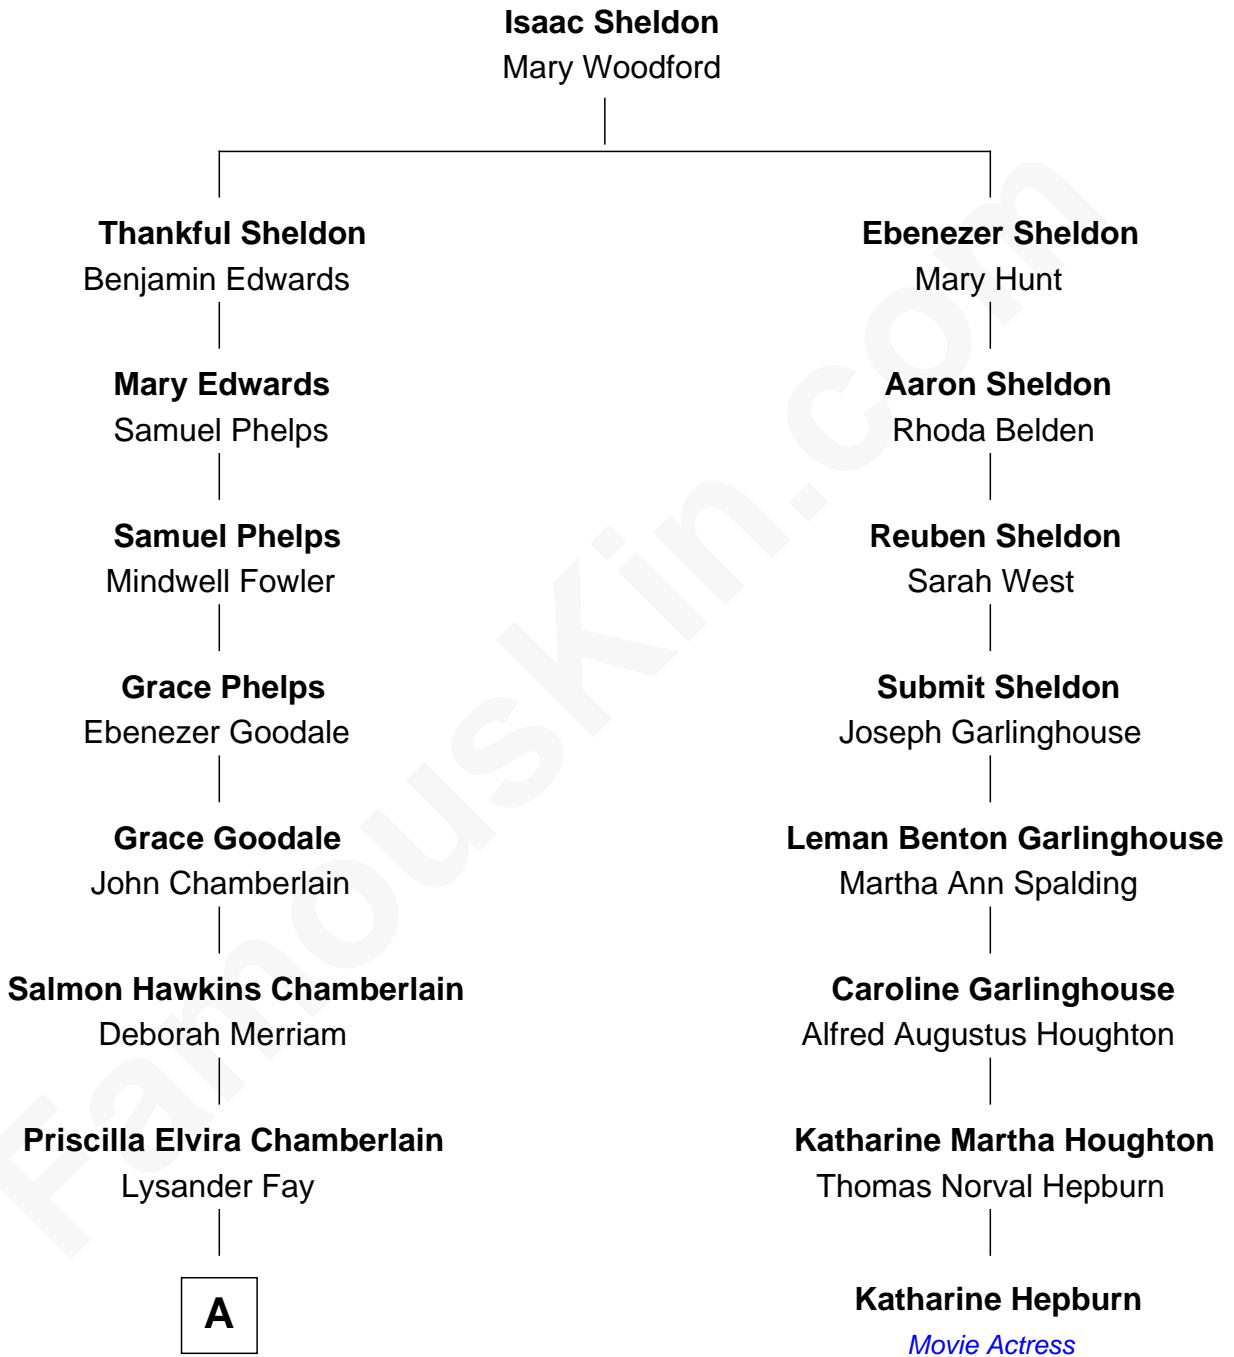 Isaac Sheldon
Mary Woodford
Thankful Sheldon
Benjamin Edwards
Ebenezer Sheldon
Mary Hunt
Mary Edwards
Samuel Phelps
Aaron Sheldon
Rhoda Belden
Samuel Phelps
Mindwell Fowler
Reuben Sheldon
Sarah West
Grace Phelps
Ebenezer Goodale
Submit Sheldon
Joseph Garlinghouse
Grace Goodale
John Chamberlain
Leman Benton Garlinghouse
Martha Ann Spalding
Salmon Hawkins Chamberlain
Deborah Merriam
Caroline Garlinghouse
Alfred Augustus Houghton
Priscilla Elvira Chamberlain
Lysander Fay
Katharine Martha Houghton
Thomas Norval Hepburn
A
Katharine Hepburn
Movie Actress
FamousKin.com